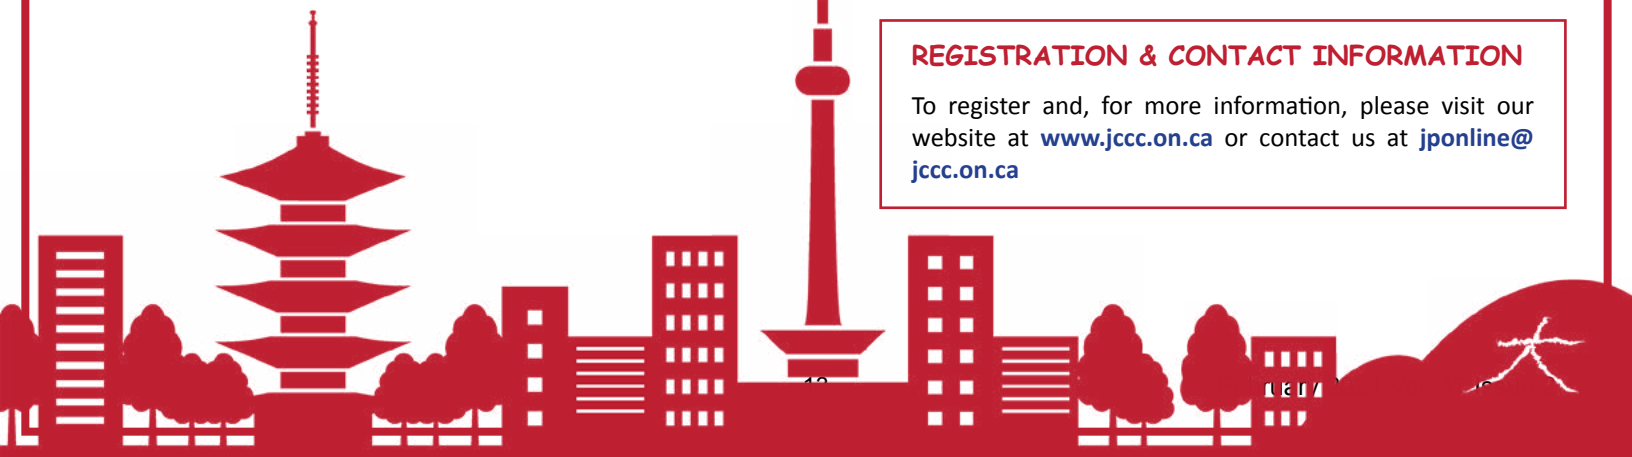 REGISTRATION & CONTACT INFORMATION
To register and, for more information, please visit our
website at www.jccc.on.ca or contact us at jponline@
jccc.on.ca
大